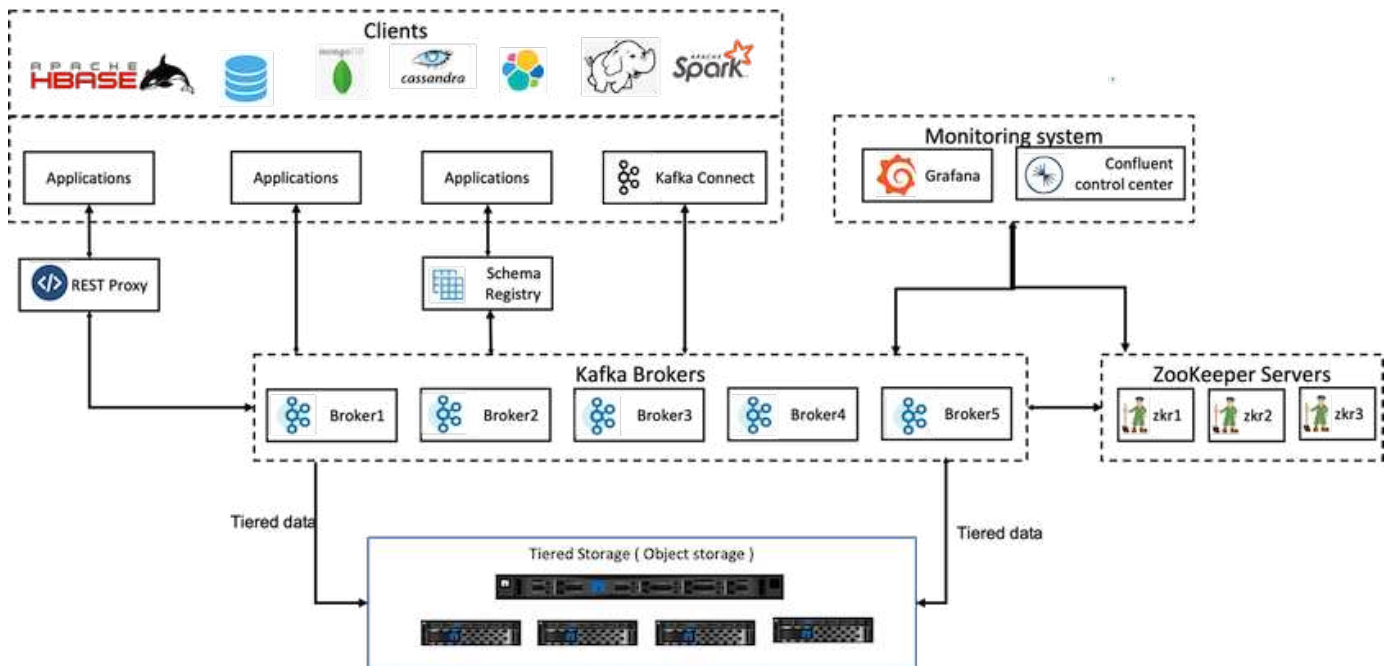 Clients
APACHE
HBASE
mongoDB
cassandra
APACHE
Spark
Applications
Applications
Applications
Kafka Connect
Monitoring system
Grafana
Confluent
control center
REST Proxy
Schema
Registry
Kafka Brokers
Broker1
Broker2
Broker3
Broker4
Broker5
ZooKeeper Servers
zkr1
zkr2
zkr3
Tiered data
Tiered data
Tiered Storage ( Object storage )